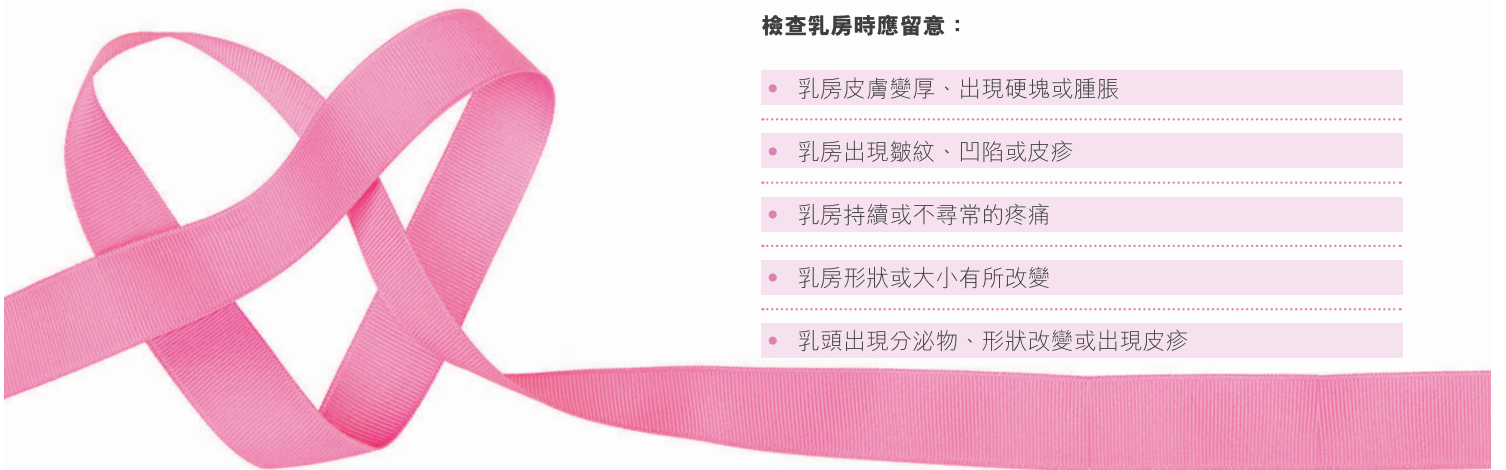 檢查乳房時應留意：
• 乳房皮膚變厚、出現硬塊或腫脹
• 乳房出現皺紋、凹陷或皮疹
• 乳房持續或不尋常的疼痛
• 乳房形狀或大小有所改變
• 乳頭出現分泌物、形狀改變或出現皮疹